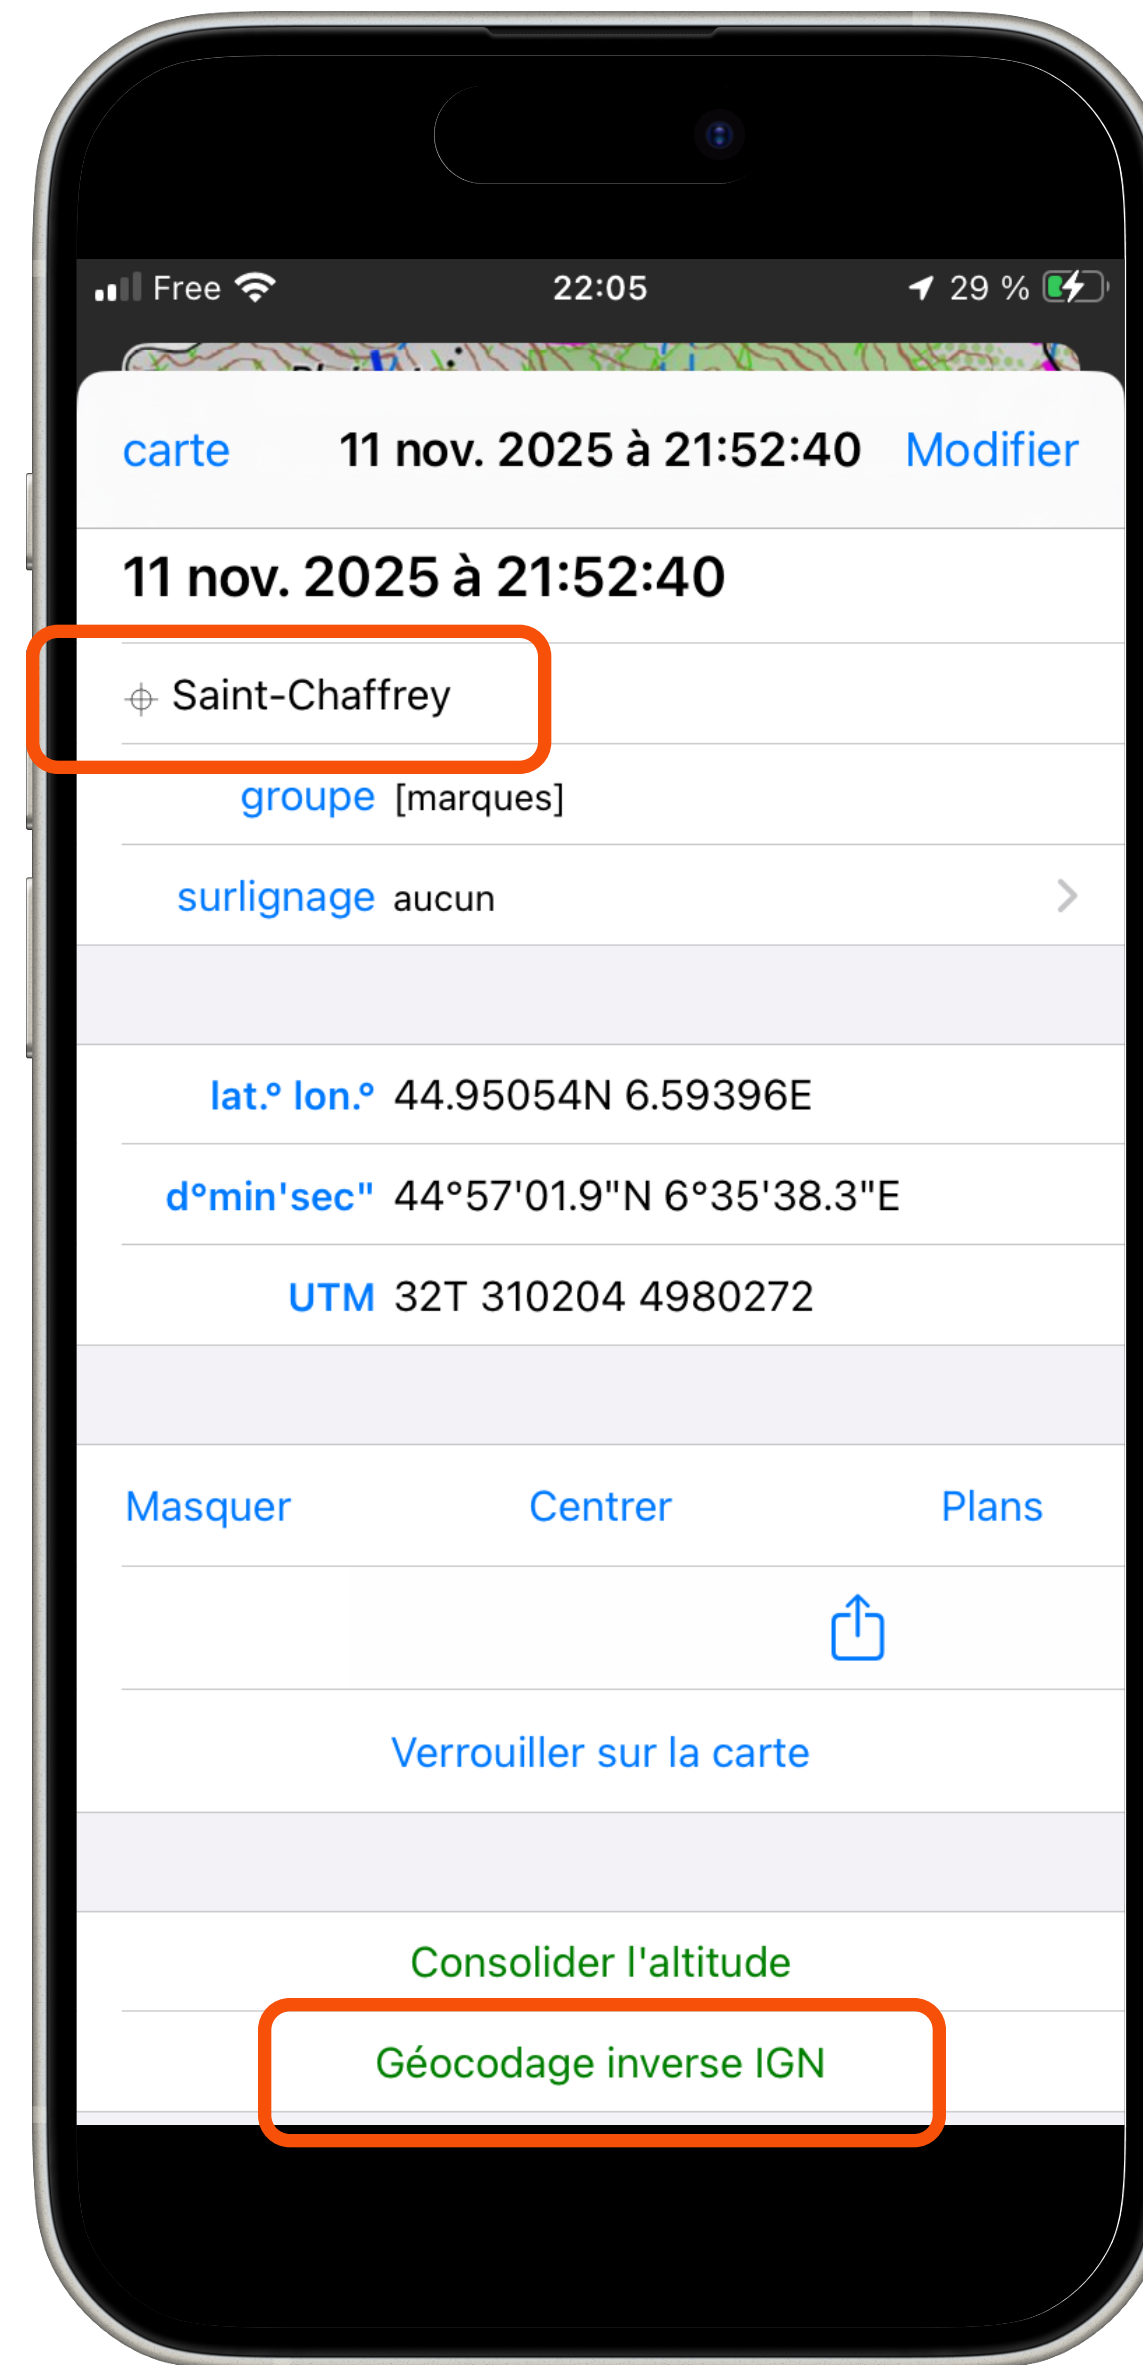 Free 22:05 29 %
carte 11 nov. 2025 à 21:52:40 Modifier
11 nov. 2025 à 21:52:40
Saint-Chaffrey
groupe [marques]
surlignage aucun
lat.° lon.° 44.95054N 6.59396E
d°min'sec" 44°57'01.9"N 6°35'38.3"E
UTM 32T 310204 4980272
Masquer Centrer Plans
Verrouiller sur la carte
Consolider l'altitude
Géocodage inverse IGN